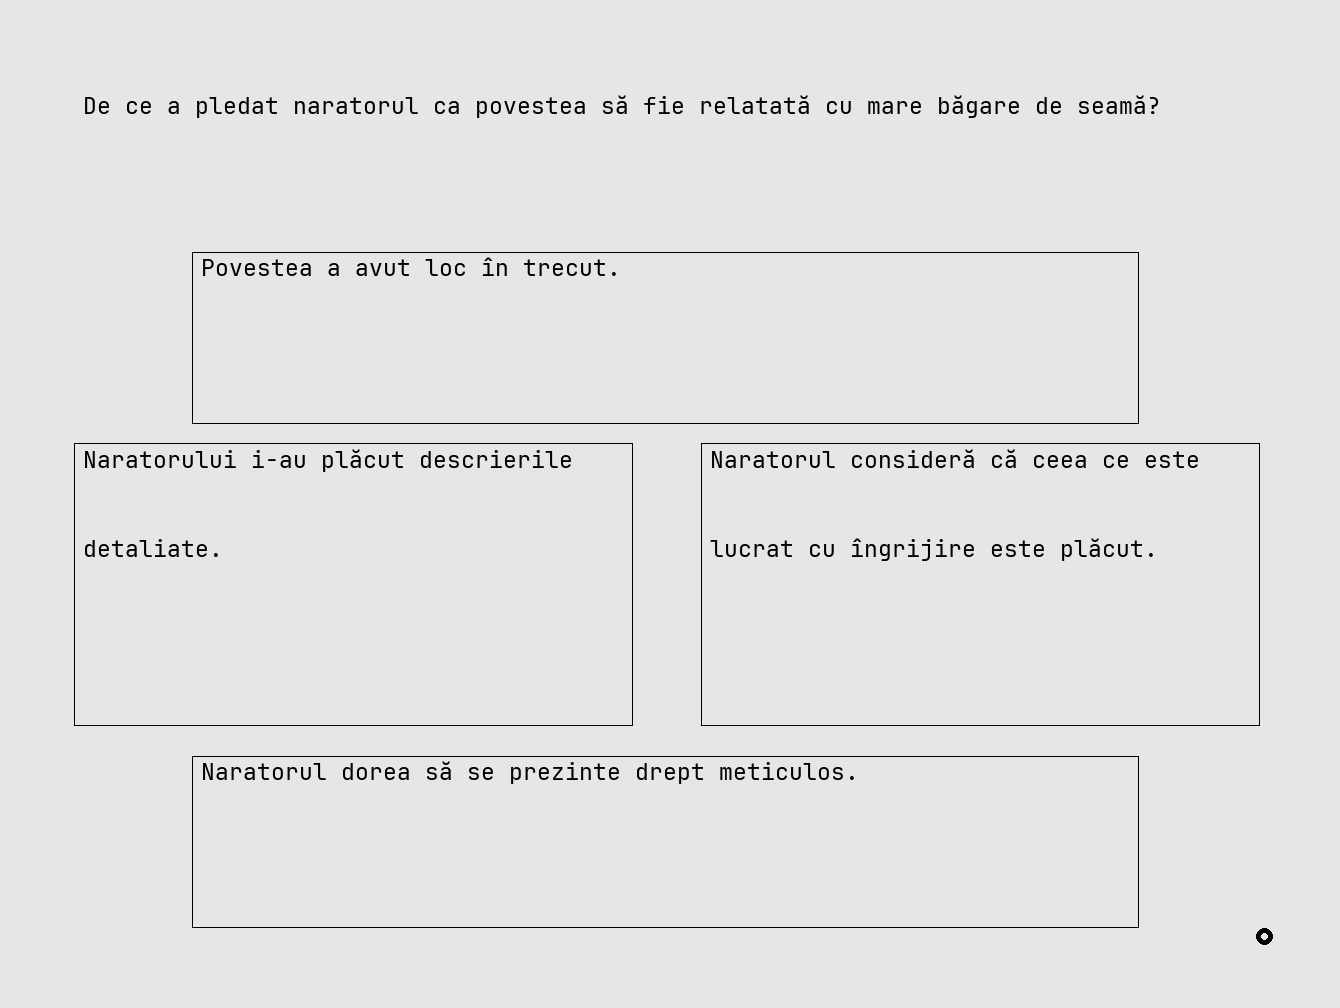 De ce a pledat naratorul ca povestea să fie relatată cu mare băgare de seamă?
Povestea a avut loc în trecut.
Naratorului i-au plăcut descrierile
detaliate.
Naratorul consideră că ceea ce este
lucrat cu îngrijire este plăcut.
Naratorul dorea să se prezinte drept meticulos.